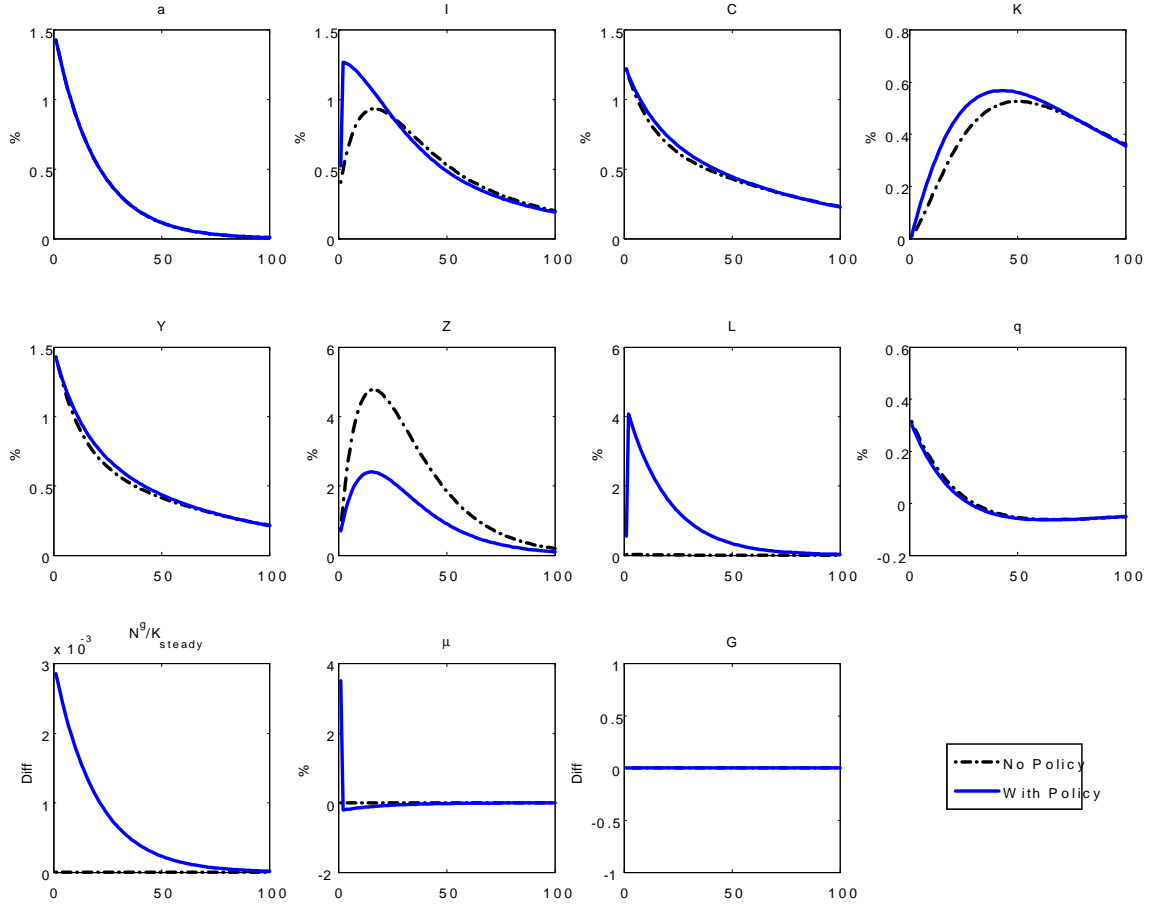 a I C K
1.5 1.5 1.5 0.8
0.6
1 1 1
% % % % 0.4
0.5 0.5 0.5
0.2
0 0 0 0
0 50 100 0 50 100 0 50 100 0 50 100
Y Z L q
1.5 6 6 0.6
0.4
1 4 4
% % % % 0.2
0.5 2 2
0
0 0 0 -0.2
0 50 100 0 50 100 0 50 100 0 50 100
N^g/K_steady μ G
x 10^-3
3 4 1
0.5
2 2
Diff % Diff 0 No Policy
1 0 With Policy
-0.5
0 -2 -1
0 50 100 0 50 100 0 50 100